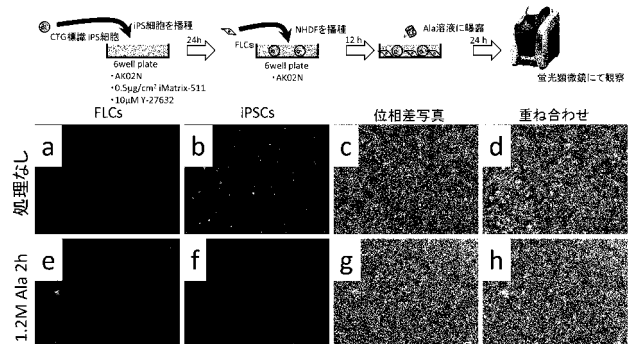 iPS細胞を播種
CTG標識 iPS細胞
24h
NHDFを播種
FLCs
12 h
Ala溶液に曝露
24 h
6well plate
・AK02N
・0.5μg/cm² iMatrix-511
・10μM Y-27632
6well plate
・AK02N
蛍光顕微鏡にて観察
FLCs
iPSCs
位相差写真
重ね合わせ
処理なし
a
b
c
d
1.2M Ala 2h
e
f
g
h